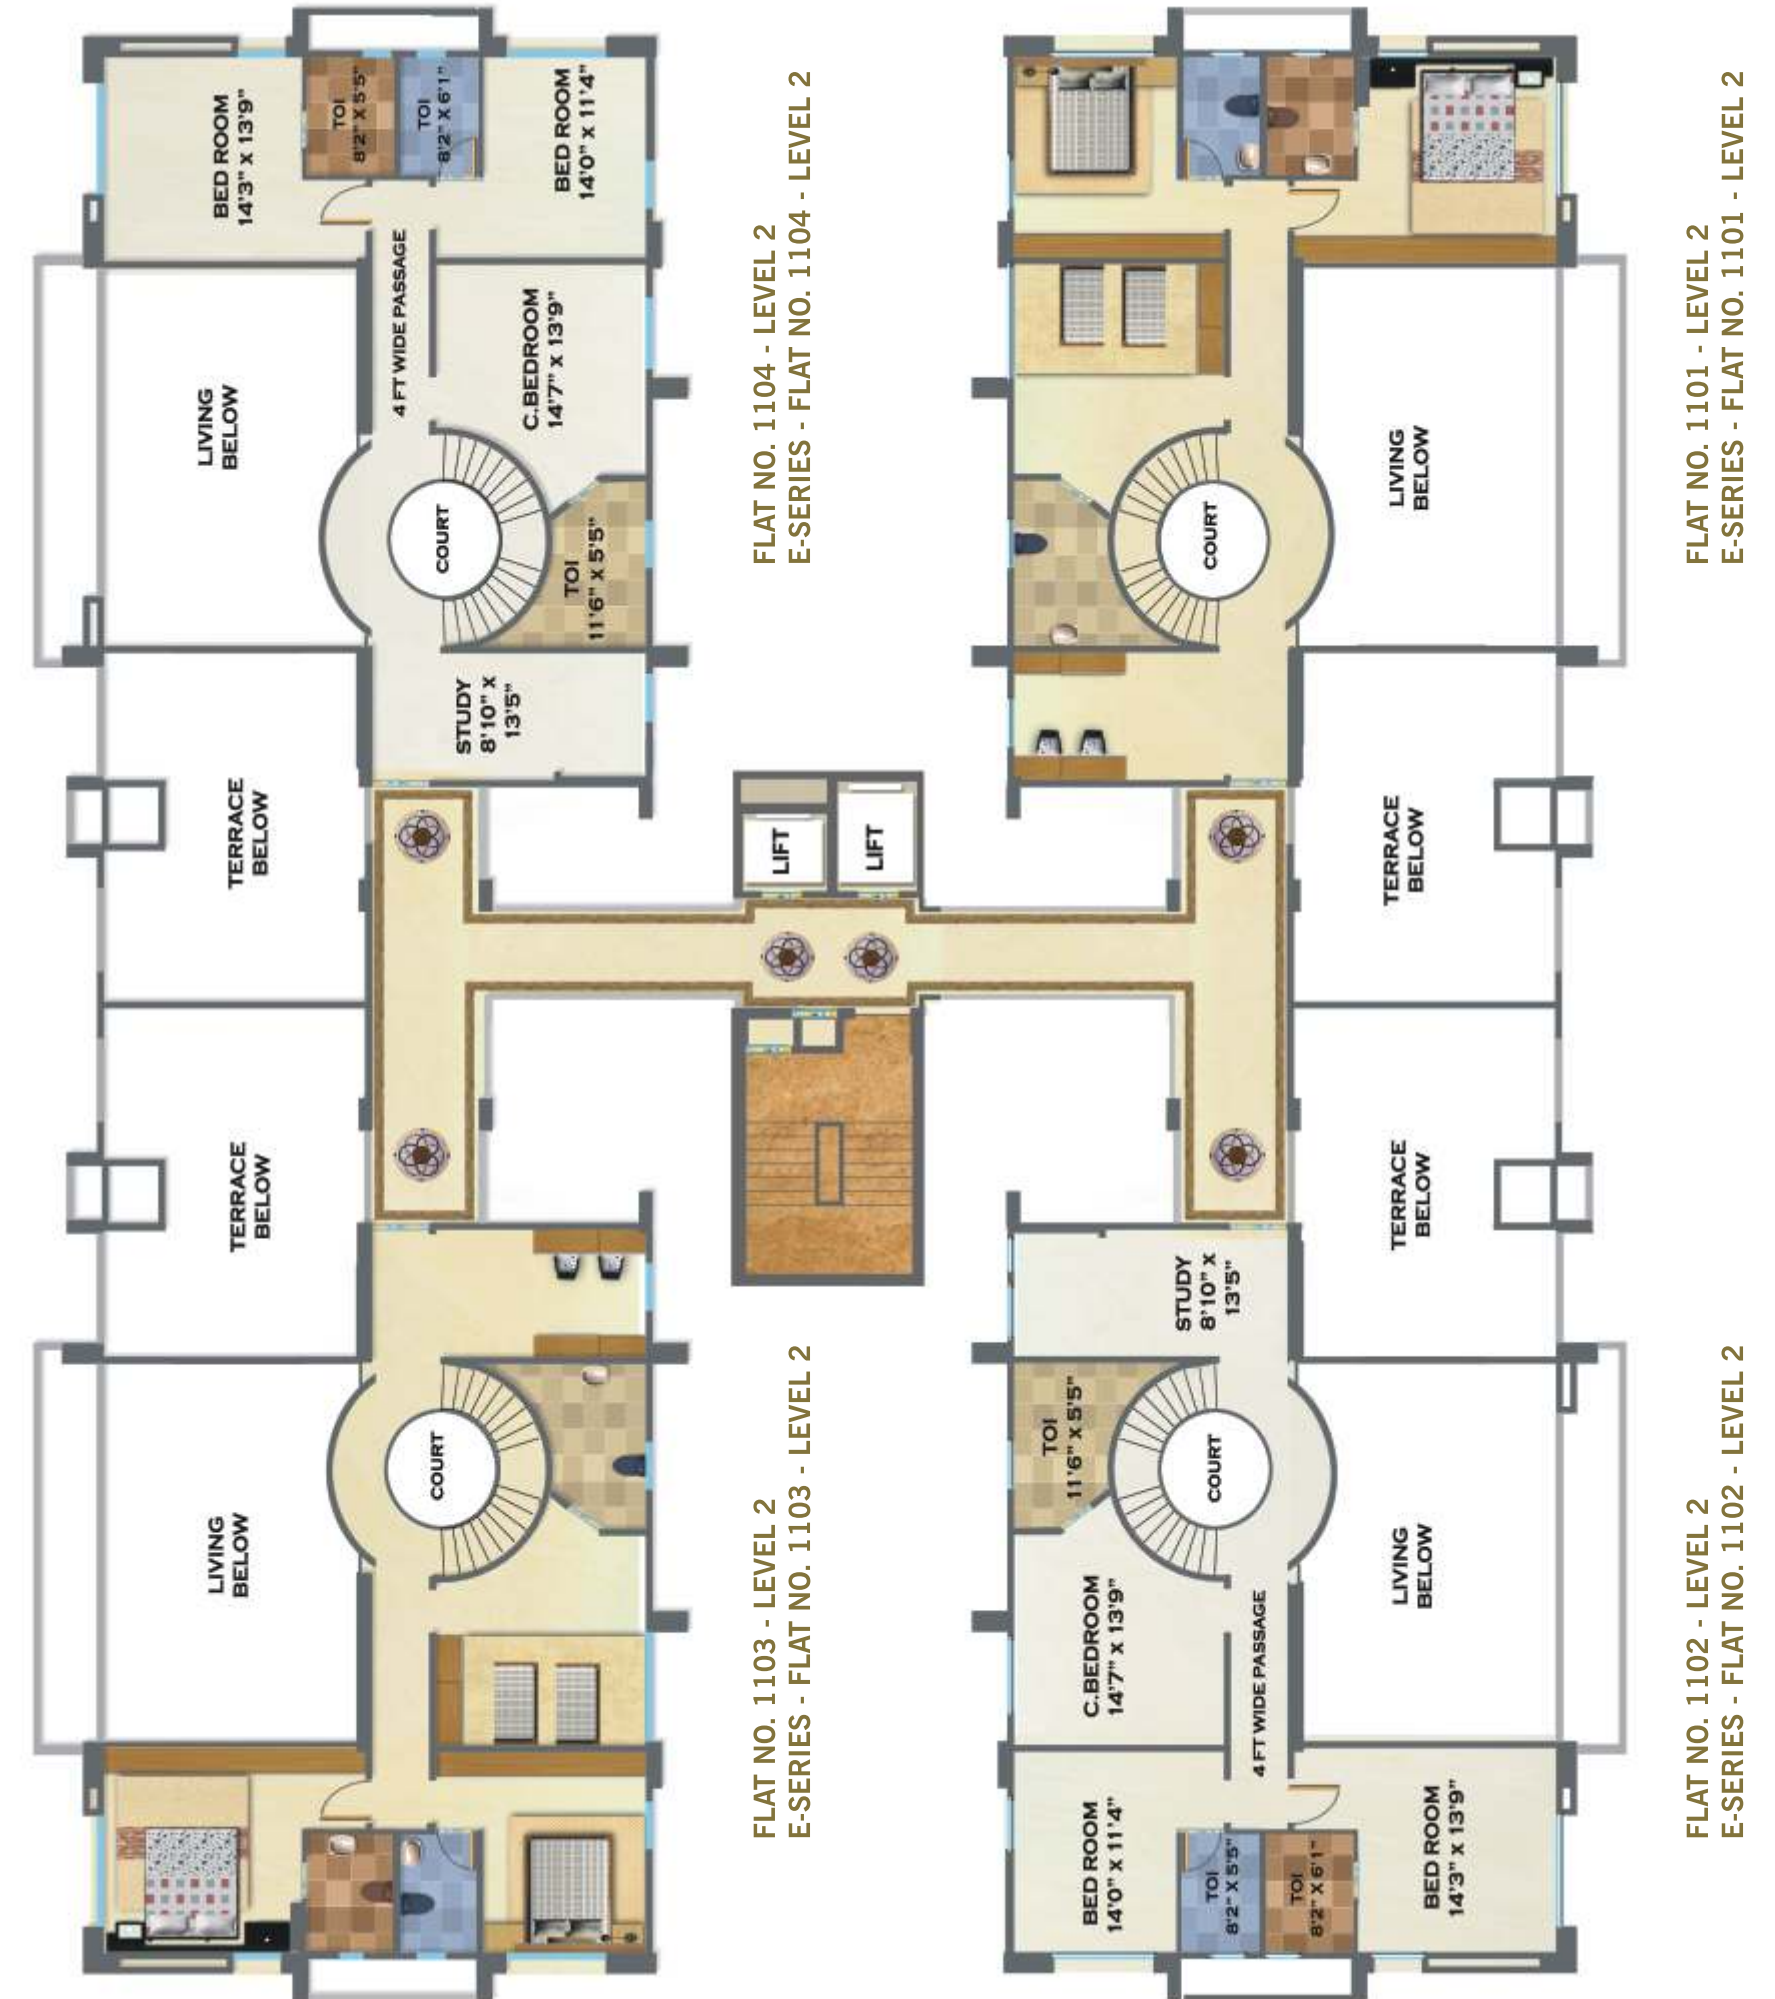 BED ROOM
14'3" X 13'9"
TOI
8'2" X 5'5"
TOI
8'2" X 6'1"
BED ROOM
14'0" X 11'4"
4 FT WIDE PASSAGE
C.BEDROOM
14'7" X 13'9"
LIVING
BELOW
COURT
TOI
11'6" X 5'5"
STUDY
8'10" X
13'5"
TERRACE
BELOW
FLAT NO. 1104 - LEVEL 2
E-SERIES - FLAT NO. 1104 - LEVEL 2
COURT
LIVING
BELOW
TERRACE
BELOW
FLAT NO. 1101 - LEVEL 2
E-SERIES - FLAT NO. 1101 - LEVEL 2
LIFT
LIFT
TERRACE
BELOW
LIVING
BELOW
COURT
FLAT NO. 1103 - LEVEL 2
E-SERIES - FLAT NO. 1103 - LEVEL 2
STUDY
8'10" X
13'5"
TERRACE
BELOW
TOI
11'6" X 5'5"
COURT
LIVING
BELOW
C.BEDROOM
14'7" X 13'9"
4 FT WIDE PASSAGE
BED ROOM
14'0" X 11'4"
TOI
8'2" X 5'5"
TOI
8'2" X 6'1"
BED ROOM
14'3" X 13'9"
FLAT NO. 1102 - LEVEL 2
E-SERIES - FLAT NO. 1102 - LEVEL 2